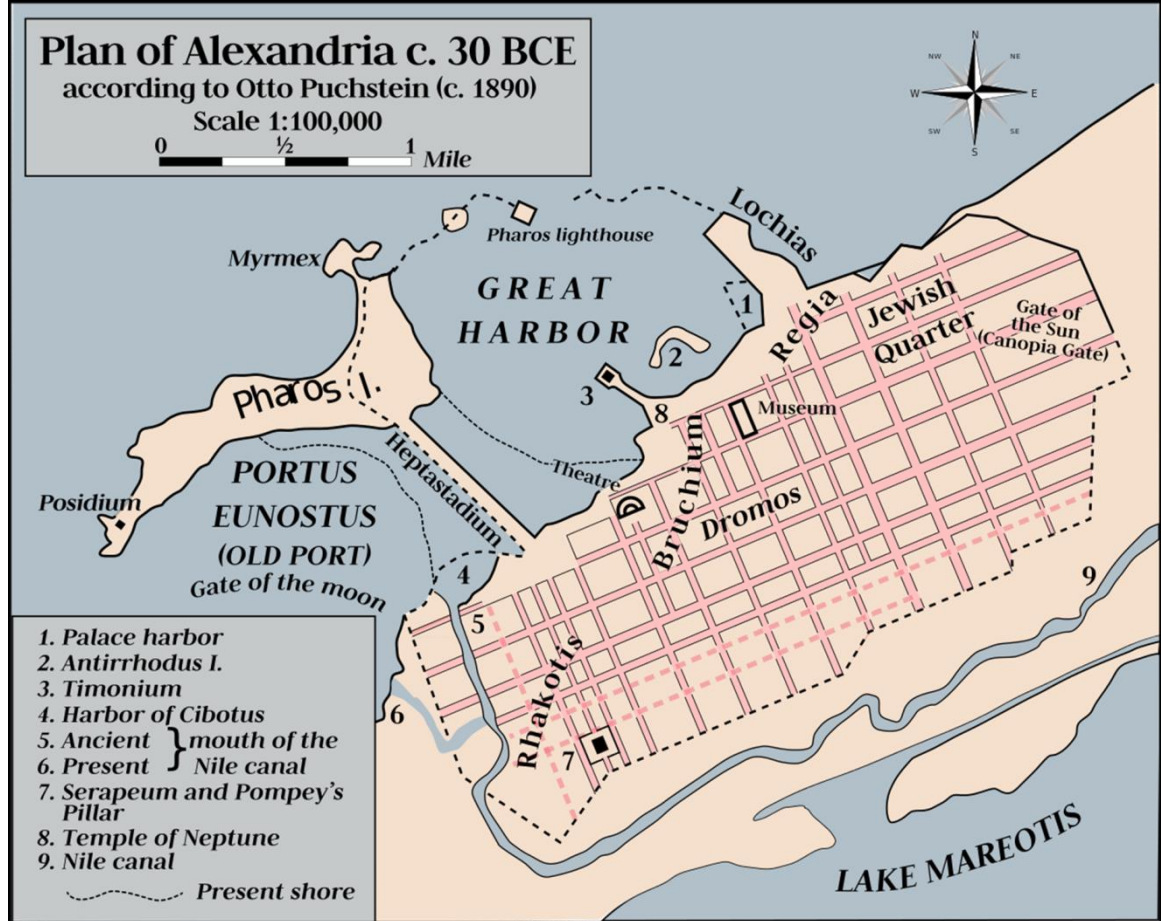 Plan of Alexandria c. 30 BCE
according to Otto Puchstein (c. 1890)
Scale 1:100,000
0 ½ 1 Mile
N
NW NE
W E
SW SE
S
Lochias
Pharos lighthouse
Myrmex
GREAT
HARBOR
1
Regia
Jewish
Quarter
Gate of
the Sun
(Canopia Gate)
2
3
8
Museum
Pharos I.
Heptastadium
Theatre
Bruchium
Dromos
PORTUS
EUNOSTUS
(OLD PORT)
Posidium
Gate of the moon
4
5
9
Rhakotis
6
7
LAKE MAREOTIS
1. Palace harbor
2. Antirrhodus I.
3. Timonium
4. Harbor of Cibotus
5. Ancient } mouth of the
6. Present } Nile canal
7. Serapeum and Pompey's
Pillar
8. Temple of Neptune
9. Nile canal
Present shore